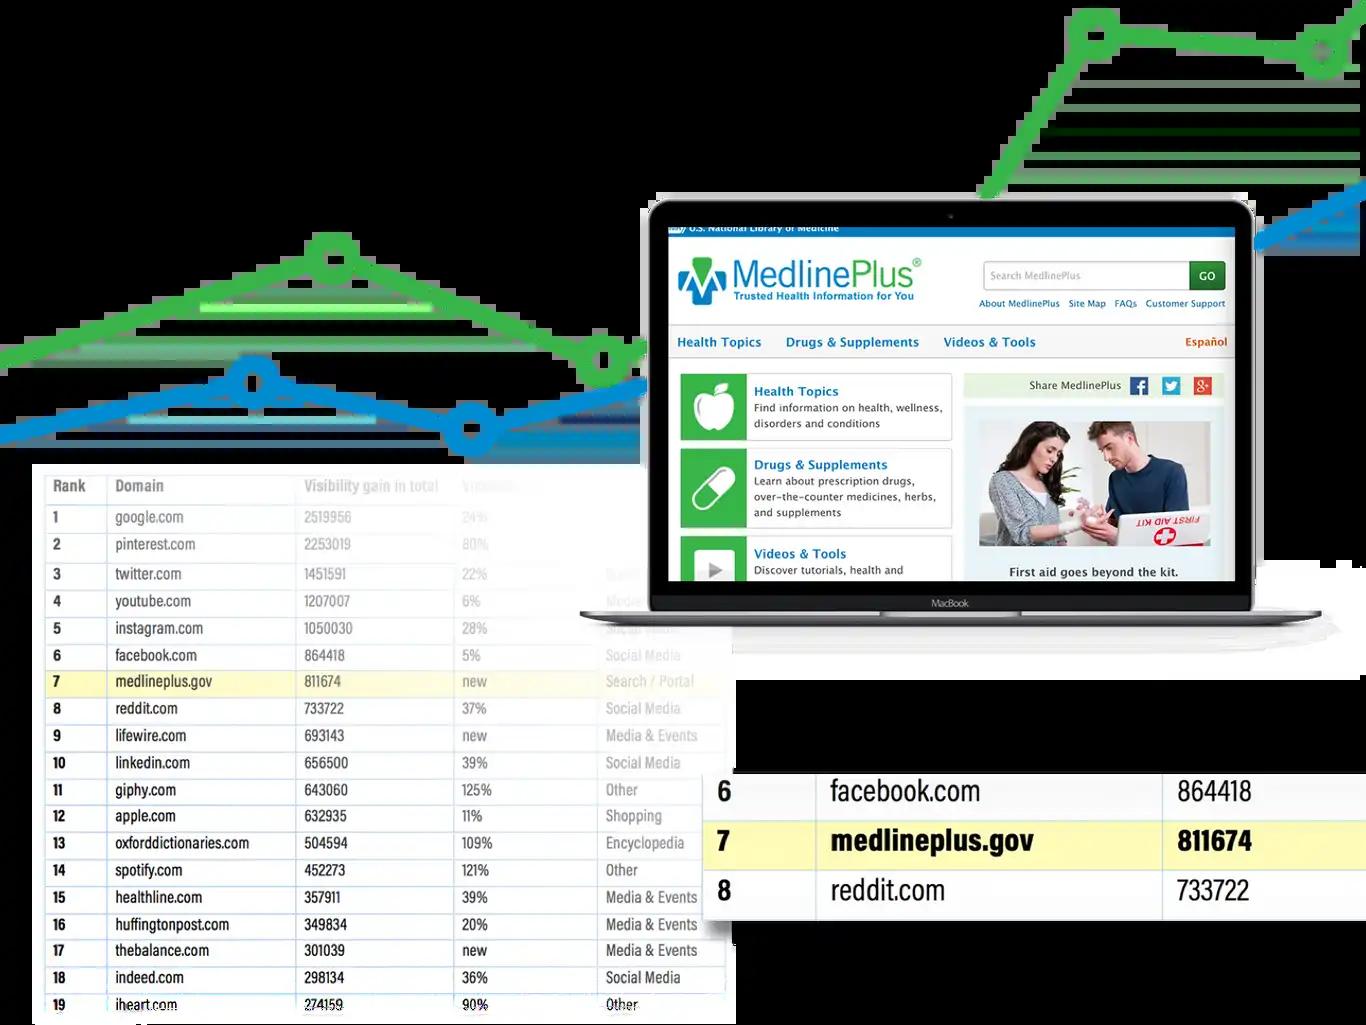 U.S. National Library of Medicine
MedlinePlus®
Trusted Health Information for You
Search MedlinePlus GO
About MedlinePlus Site Map FAQs Customer Support
Health Topics Drugs & Supplements Videos & Tools Español
Share MedlinePlus
Health Topics
Find information on health, wellness,
disorders and conditions
Drugs & Supplements
Learn about prescription drugs,
over-the-counter medicines, herbs,
and supplements
Videos & Tools
Discover tutorials, health and
FIRST AID KIT
First aid goes beyond the kit.
MacBook
Rank Domain Visibility gain in total
1 google.com 2519956 24%
2 pinterest.com 2253019 80%
3 twitter.com 1451591 22%
4 youtube.com 1207007 6%
5 instagram.com 1050030 28% Social Media
6 facebook.com 864418 5% Social Media
7 medlineplus.gov 811674 new Search / Portal
8 reddit.com 733722 37% Social Media
9 lifewire.com 693143 new Media & Events
10 linkedin.com 656500 39% Social Media
11 giphy.com 643060 125% Other
12 apple.com 632935 11% Shopping
13 oxforddictionaries.com 504594 109% Encyclopedia
14 spotify.com 452273 121% Other
15 healthline.com 357911 39% Media & Events
16 huffingtonpost.com 349834 20% Media & Events
17 thebalance.com 301039 new Media & Events
18 indeed.com 298134 36% Social Media
19 iheart.com 274159 90% Other
6 facebook.com 864418
7 medlineplus.gov 811674
8 reddit.com 733722